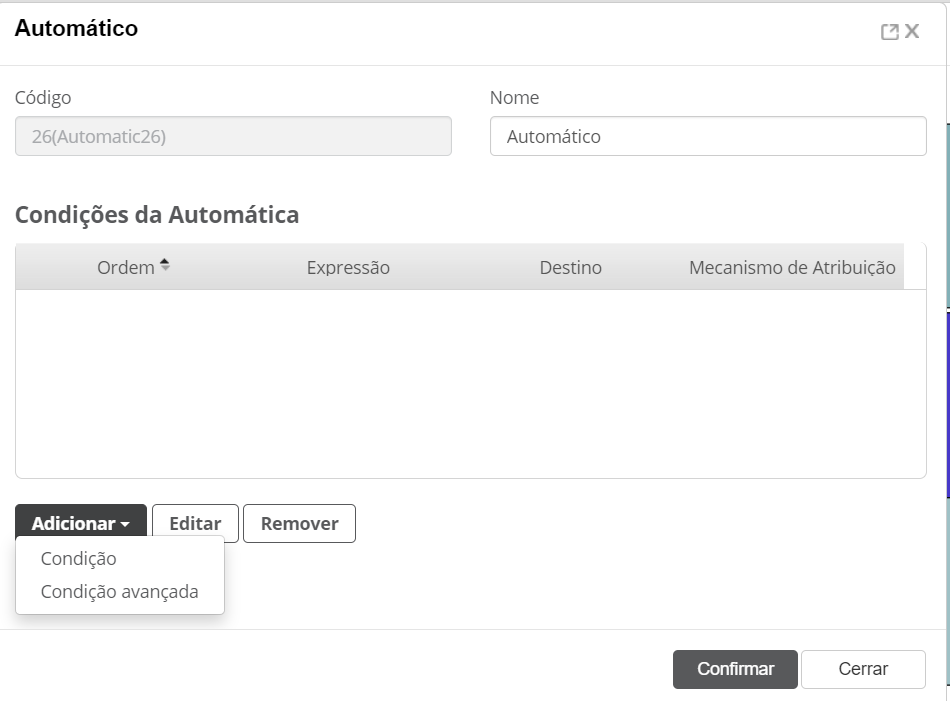 Automático
Código
Nome
26(Automatic26)
Automático
Condições da Automática
Ordem
Expressão
Destino
Mecanismo de Atribuição
Adicionar
Editar
Remover
Condição
Condição avançada
Confirmar
Cerrar